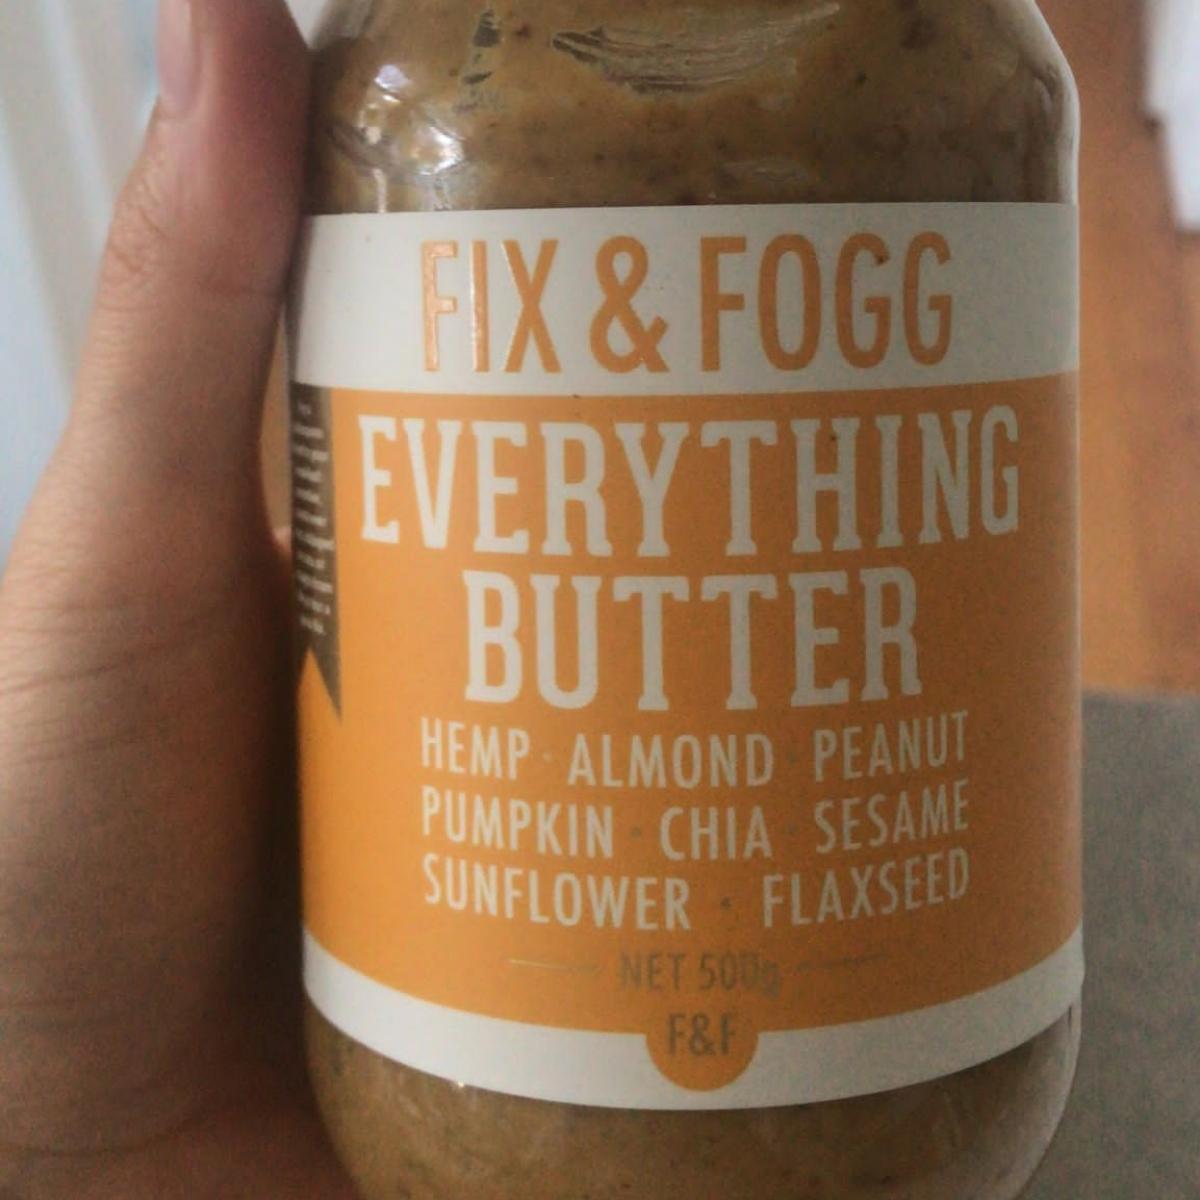 FIX & FOGG
EVERYTHING
BUTTER
HEMP · ALMOND · PEANUT
PUMPKIN · CHIA · SESAME
SUNFLOWER · FLAXSEED
NET 500g
F&F